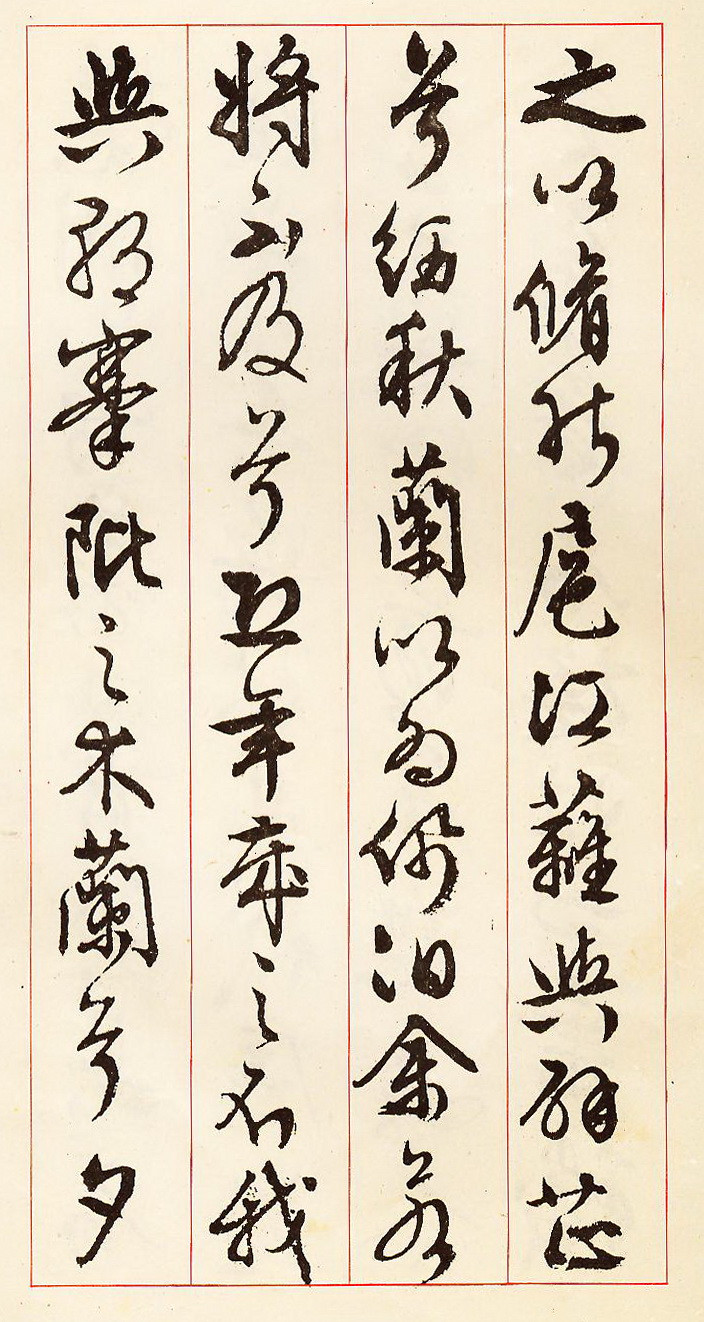 之以脩能扈江蘺與辟芷
兮紉秋蘭以為佩汩余若
將不及兮恐年歲之不我
與朝搴阰之木蘭兮夕